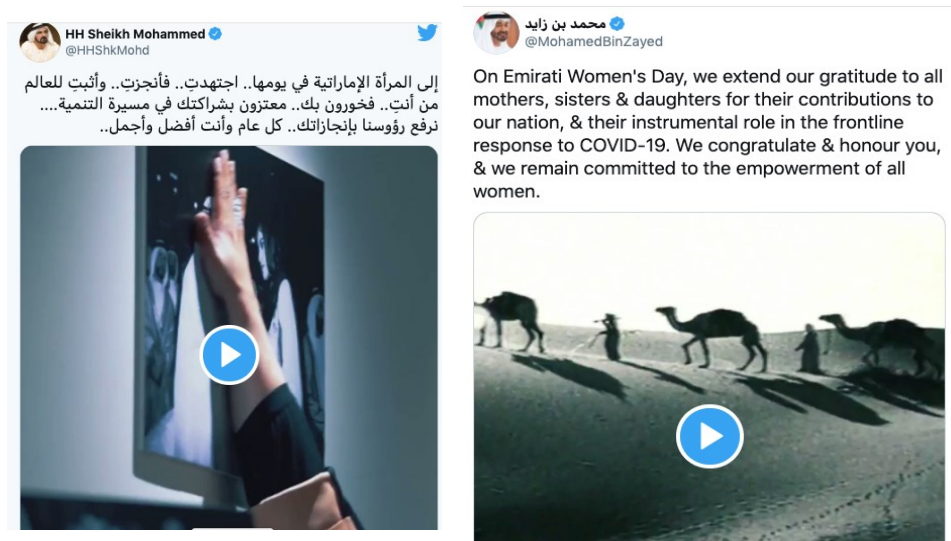 HH Sheikh Mohammed
@HHShkMohd
إلى المرأة الإماراتية في يومها.. اجتهدتِ.. فأنجزتِ.. وأثبتِ للعالم
من أنتِ.. فخورون بك.. معتزون بشراكتك في مسيرة التنمية....
نرفع رؤوسنا بإنجازاتك.. كل عام وأنت أفضل وأجمل..
محمد بن زايد
@MohamedBinZayed
On Emirati Women's Day, we extend our gratitude to all
mothers, sisters & daughters for their contributions to
our nation, & their instrumental role in the frontline
response to COVID-19. We congratulate & honour you,
& we remain committed to the empowerment of all
women.